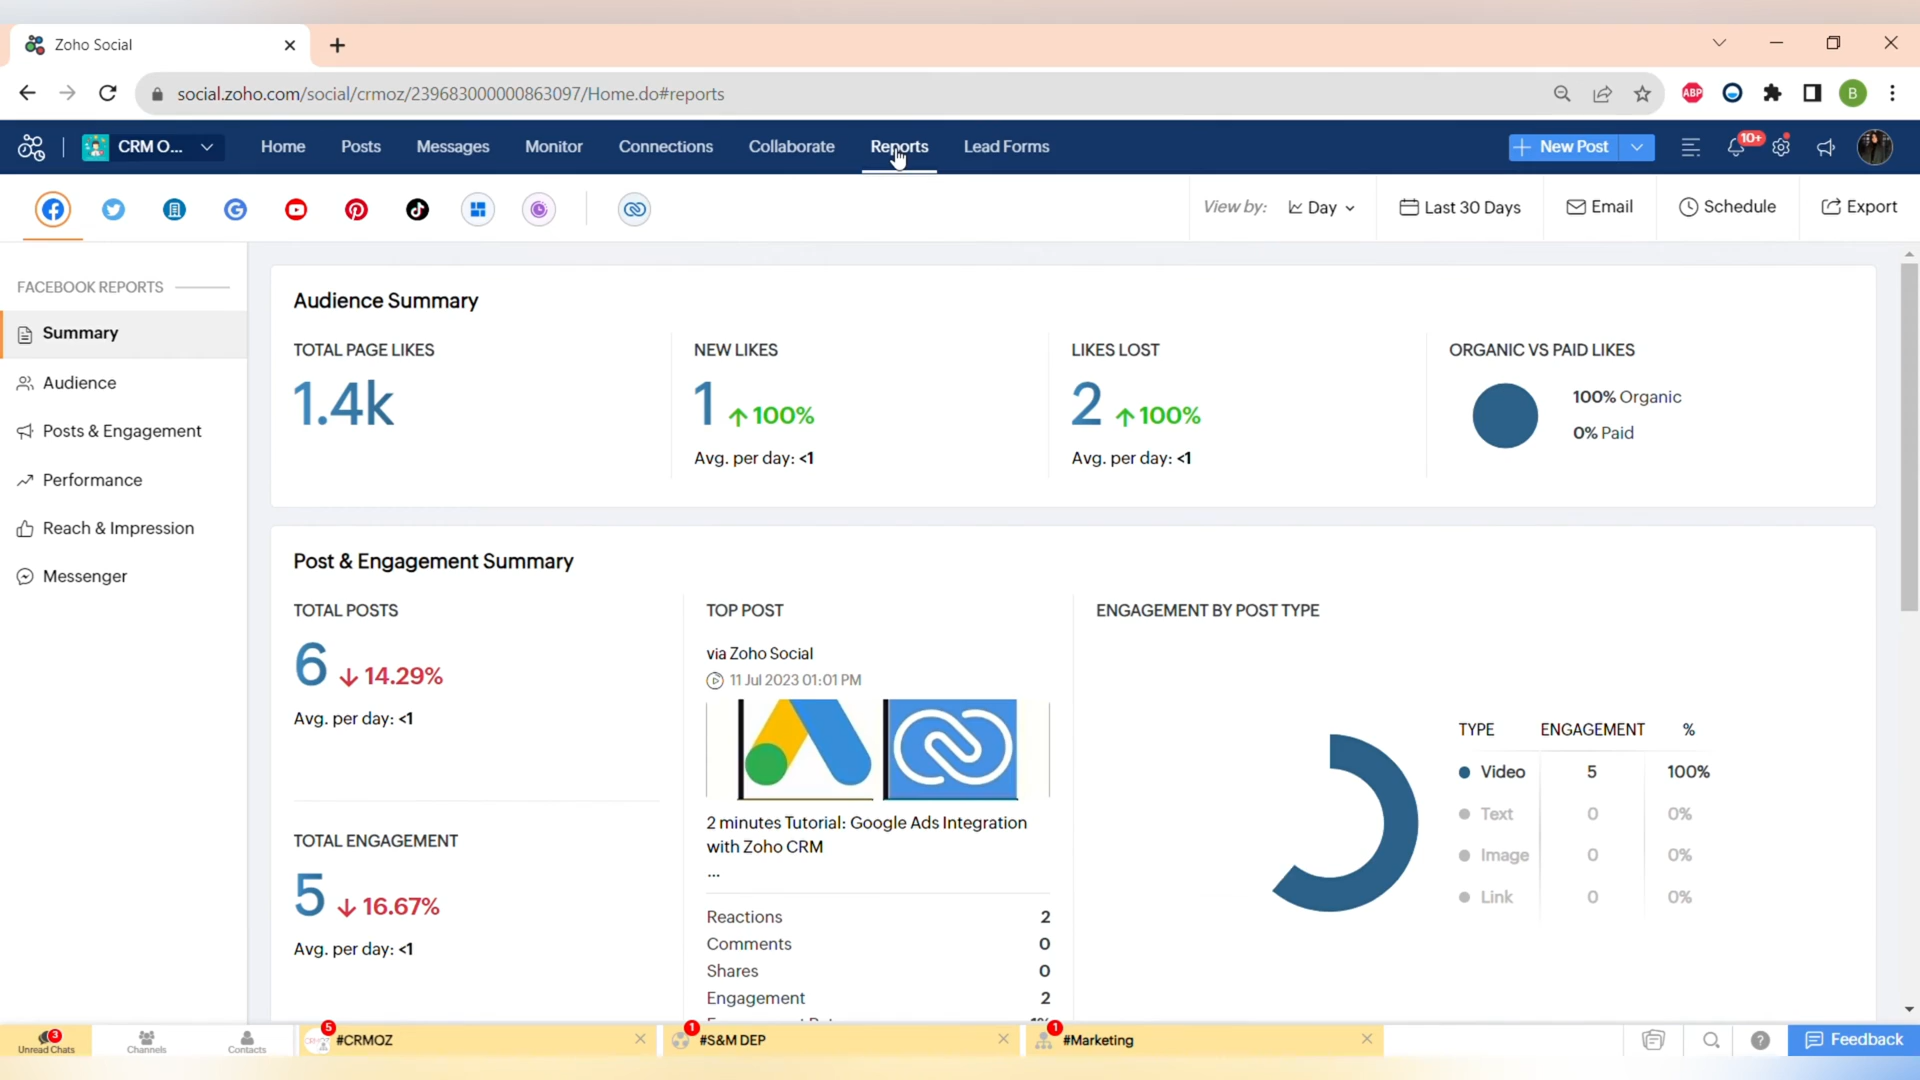 Zoho Social
social.zoho.com/social/crmoz/239683000000863097/Home.do#reports
ABP
B
CRM O...
Home
Posts
Messages
Monitor
Connections
Collaborate
Reports
Lead Forms
New Post
10+
View by:
Day
Last 30 Days
Email
Schedule
Export
FACEBOOK REPORTS
Summary
Audience
Posts & Engagement
Performance
Reach & Impression
Messenger
Audience Summary
TOTAL PAGE LIKES
1.4k
NEW LIKES
1 ↑ 100%
Avg. per day: <1
LIKES LOST
2 ↑ 100%
Avg. per day: <1
ORGANIC VS PAID LIKES
100% Organic
0% Paid
Post & Engagement Summary
TOTAL POSTS
6 ↓ 14.29%
Avg. per day: <1
TOTAL ENGAGEMENT
5 ↓ 16.67%
Avg. per day: <1
TOP POST
via Zoho Social
11 Jul 2023 01:01 PM
2 minutes Tutorial: Google Ads Integration
with Zoho CRM
...
Reactions 2
Comments 0
Shares 0
Engagement 2
ENGAGEMENT BY POST TYPE
TYPE ENGAGEMENT %
Video 5 100%
Text 0 0%
Image 0 0%
Link 0 0%
3
Unread Chats
Channels
Contacts
5
#CRMOZ
1
#S&M DEP
1
#Marketing
Feedback